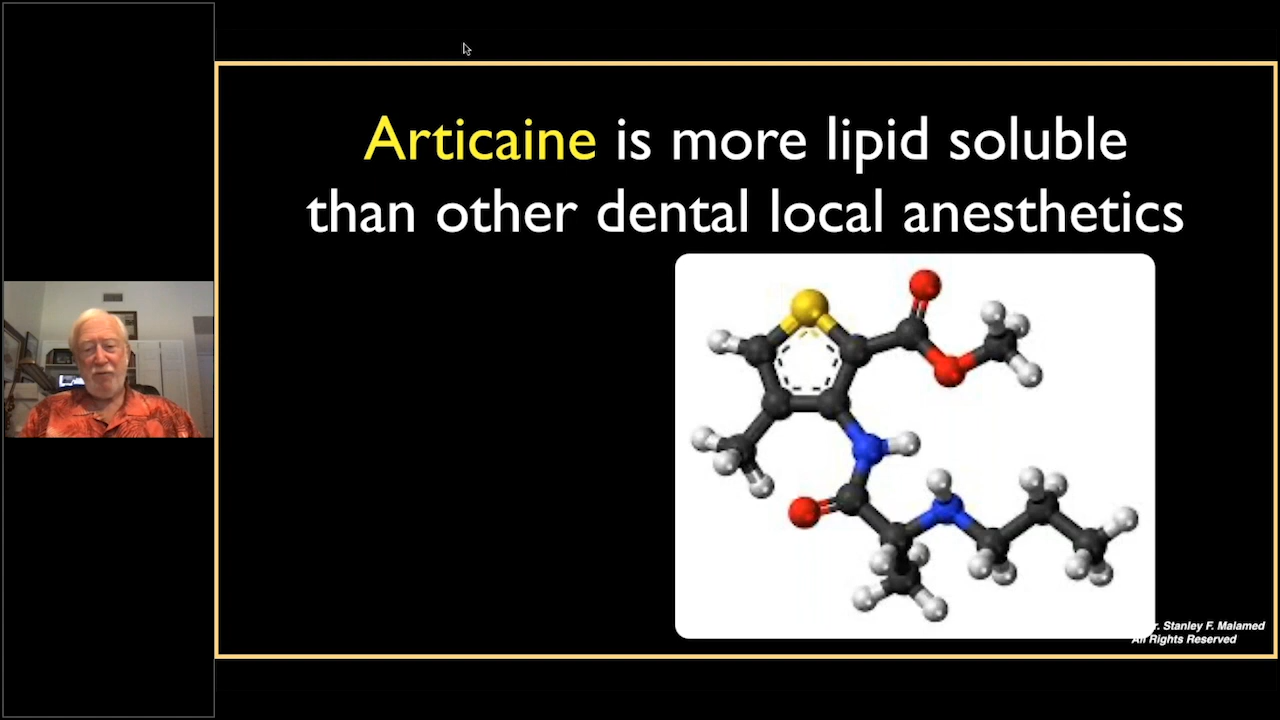 Articaine is more lipid soluble
than other dental local anesthetics
Stanley F. Malamed
All Rights Reserved